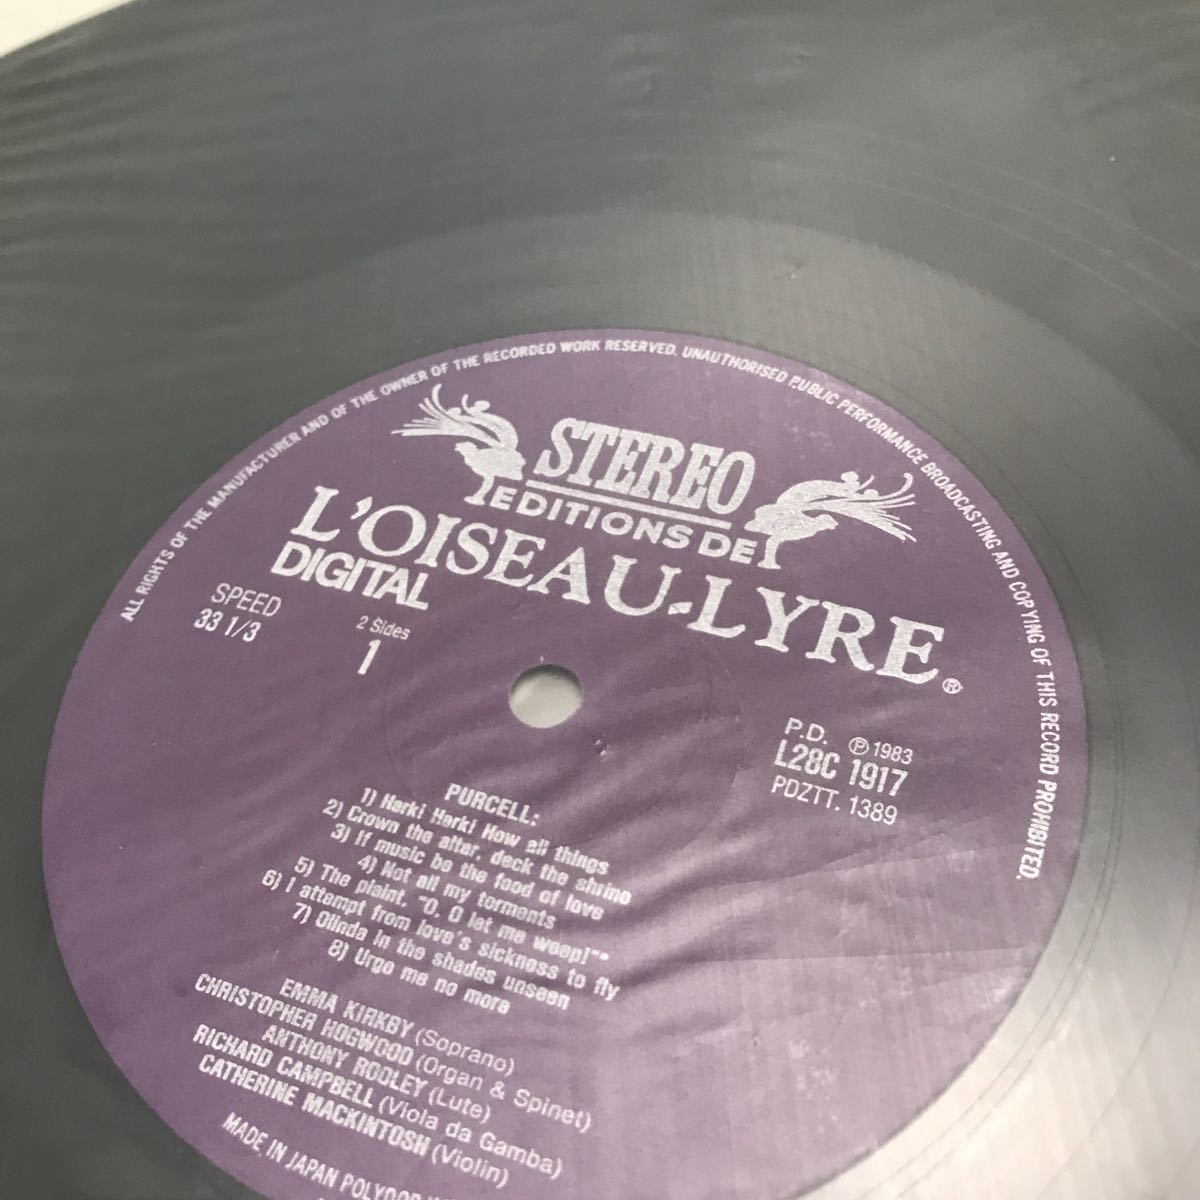 ALL RIGHTS OF THE MANUFACTURER AND OF THE OWNER OF THE RECORDED WORK RESERVED. UNAUTHORISED PUBLIC PERFORMANCE BROADCASTING AND COPYING OF THIS RECORD PROHIBITED.
STEREO
EDITIONS DE
L'OISEAU-LYRE®
DIGITAL
SPEED
33 1/3
2 Sides
1
P.D. ℗ 1983
L28C 1917
PDZTT. 1389
PURCELL:
1) Hark! Hark! How all things
2) Crown the altar, deck the shrine
3) If music be the food of love
4) Not all my torments
5) The plaint, "O, O let me weep!"*
6) I attempt from love's sickness to fly
7) Olinda in the shades unseen
8) Urge me no more
EMMA KIRKBY (Soprano)
CHRISTOPHER HOGWOOD (Organ & Spinet)
ANTHONY ROOLEY (Lute)
RICHARD CAMPBELL (Viola da Gamba)
CATHERINE MACKINTOSH (Violin)
MADE IN JAPAN POLYDOR